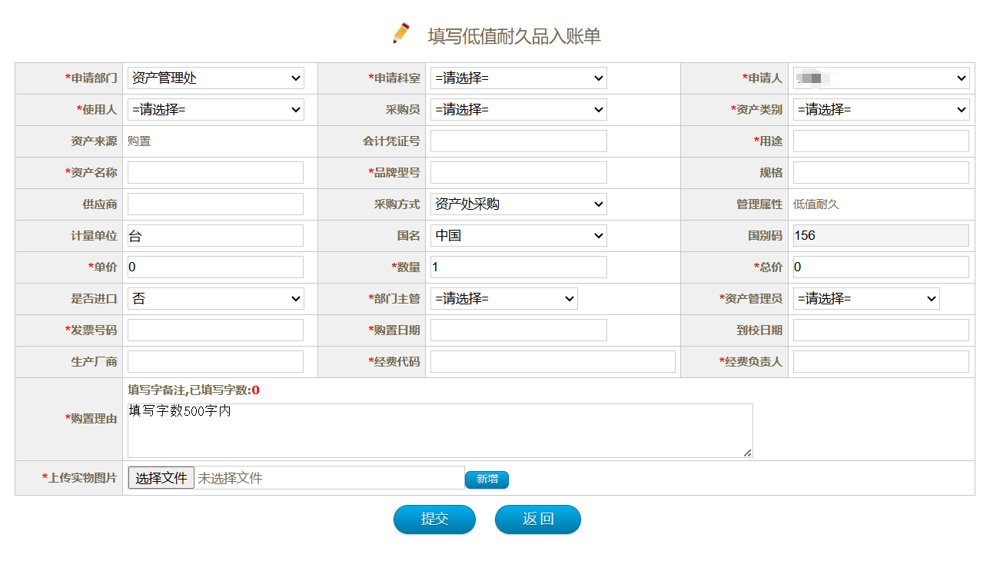 填写低值耐久品入账单
*申请部门 资产管理处 *申请科室 =请选择= *申请人
*使用人 =请选择= 采购员 =请选择= *资产类别 =请选择=
资产来源 购置 会计凭证号 *用途
*资产名称 *品牌型号 规格
供应商 采购方式 资产处采购 管理属性 低值耐久
计量单位 台 国名 中国 国别码 156
*单价 0 *数量 1 *总价 0
是否进口 否 *部门主管 =请选择= *资产管理员 =请选择=
*发票号码 *购置日期 到校日期
生产厂商 *经费代码 *经费负责人
填写字备注,已填写字数:0
*购置理由 填写字数500字内
*上传实物图片 选择文件 未选择文件 新增
提交 返回